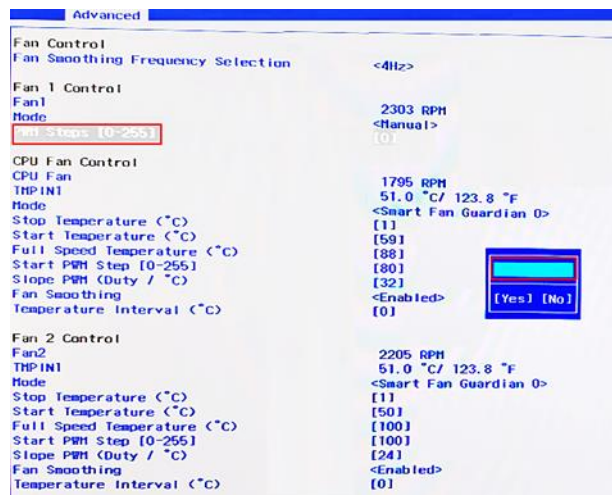 Advanced
Fan Control
Fan Smoothing Frequency Selection <4Hz>
Fan 1 Control
Fan1 2303 RPM
Mode <Manual>
PWM Steps [0-255] [0]
CPU Fan Control
CPU Fan 1795 RPM
TMPIN1 51.0 °C/ 123.8 °F
Mode <Smart Fan Guardian 0>
Stop Temperature (°C) [1]
Start Temperature (°C) [59]
Full Speed Temperature (°C) [88]
Start PWM Step [0-255] [80]
Slope PWM (Duty / °C) [32]
Fan Smoothing <Enabled>
Temperature Interval (°C) [0]
[Yes] [No]
Fan 2 Control
Fan2 2205 RPM
TMPIN1 51.0 °C/ 123.8 °F
Mode <Smart Fan Guardian 0>
Stop Temperature (°C) [1]
Start Temperature (°C) [50]
Full Speed Temperature (°C) [100]
Start PWM Step [0-255] [100]
Slope PWM (Duty / °C) [24]
Fan Smoothing <Enabled>
Temperature Interval (°C) [0]